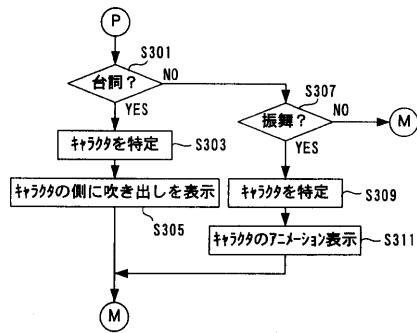 P
S301
台詞?
NO
S307
YES
振舞?
NO
M
ｷｬﾗｸﾀを特定
S303
YES
ｷｬﾗｸﾀの側に吹き出しを表示
ｷｬﾗｸﾀを特定
S309
S305
ｷｬﾗｸﾀのｱﾆﾒｰｼｮﾝ表示
S311
M